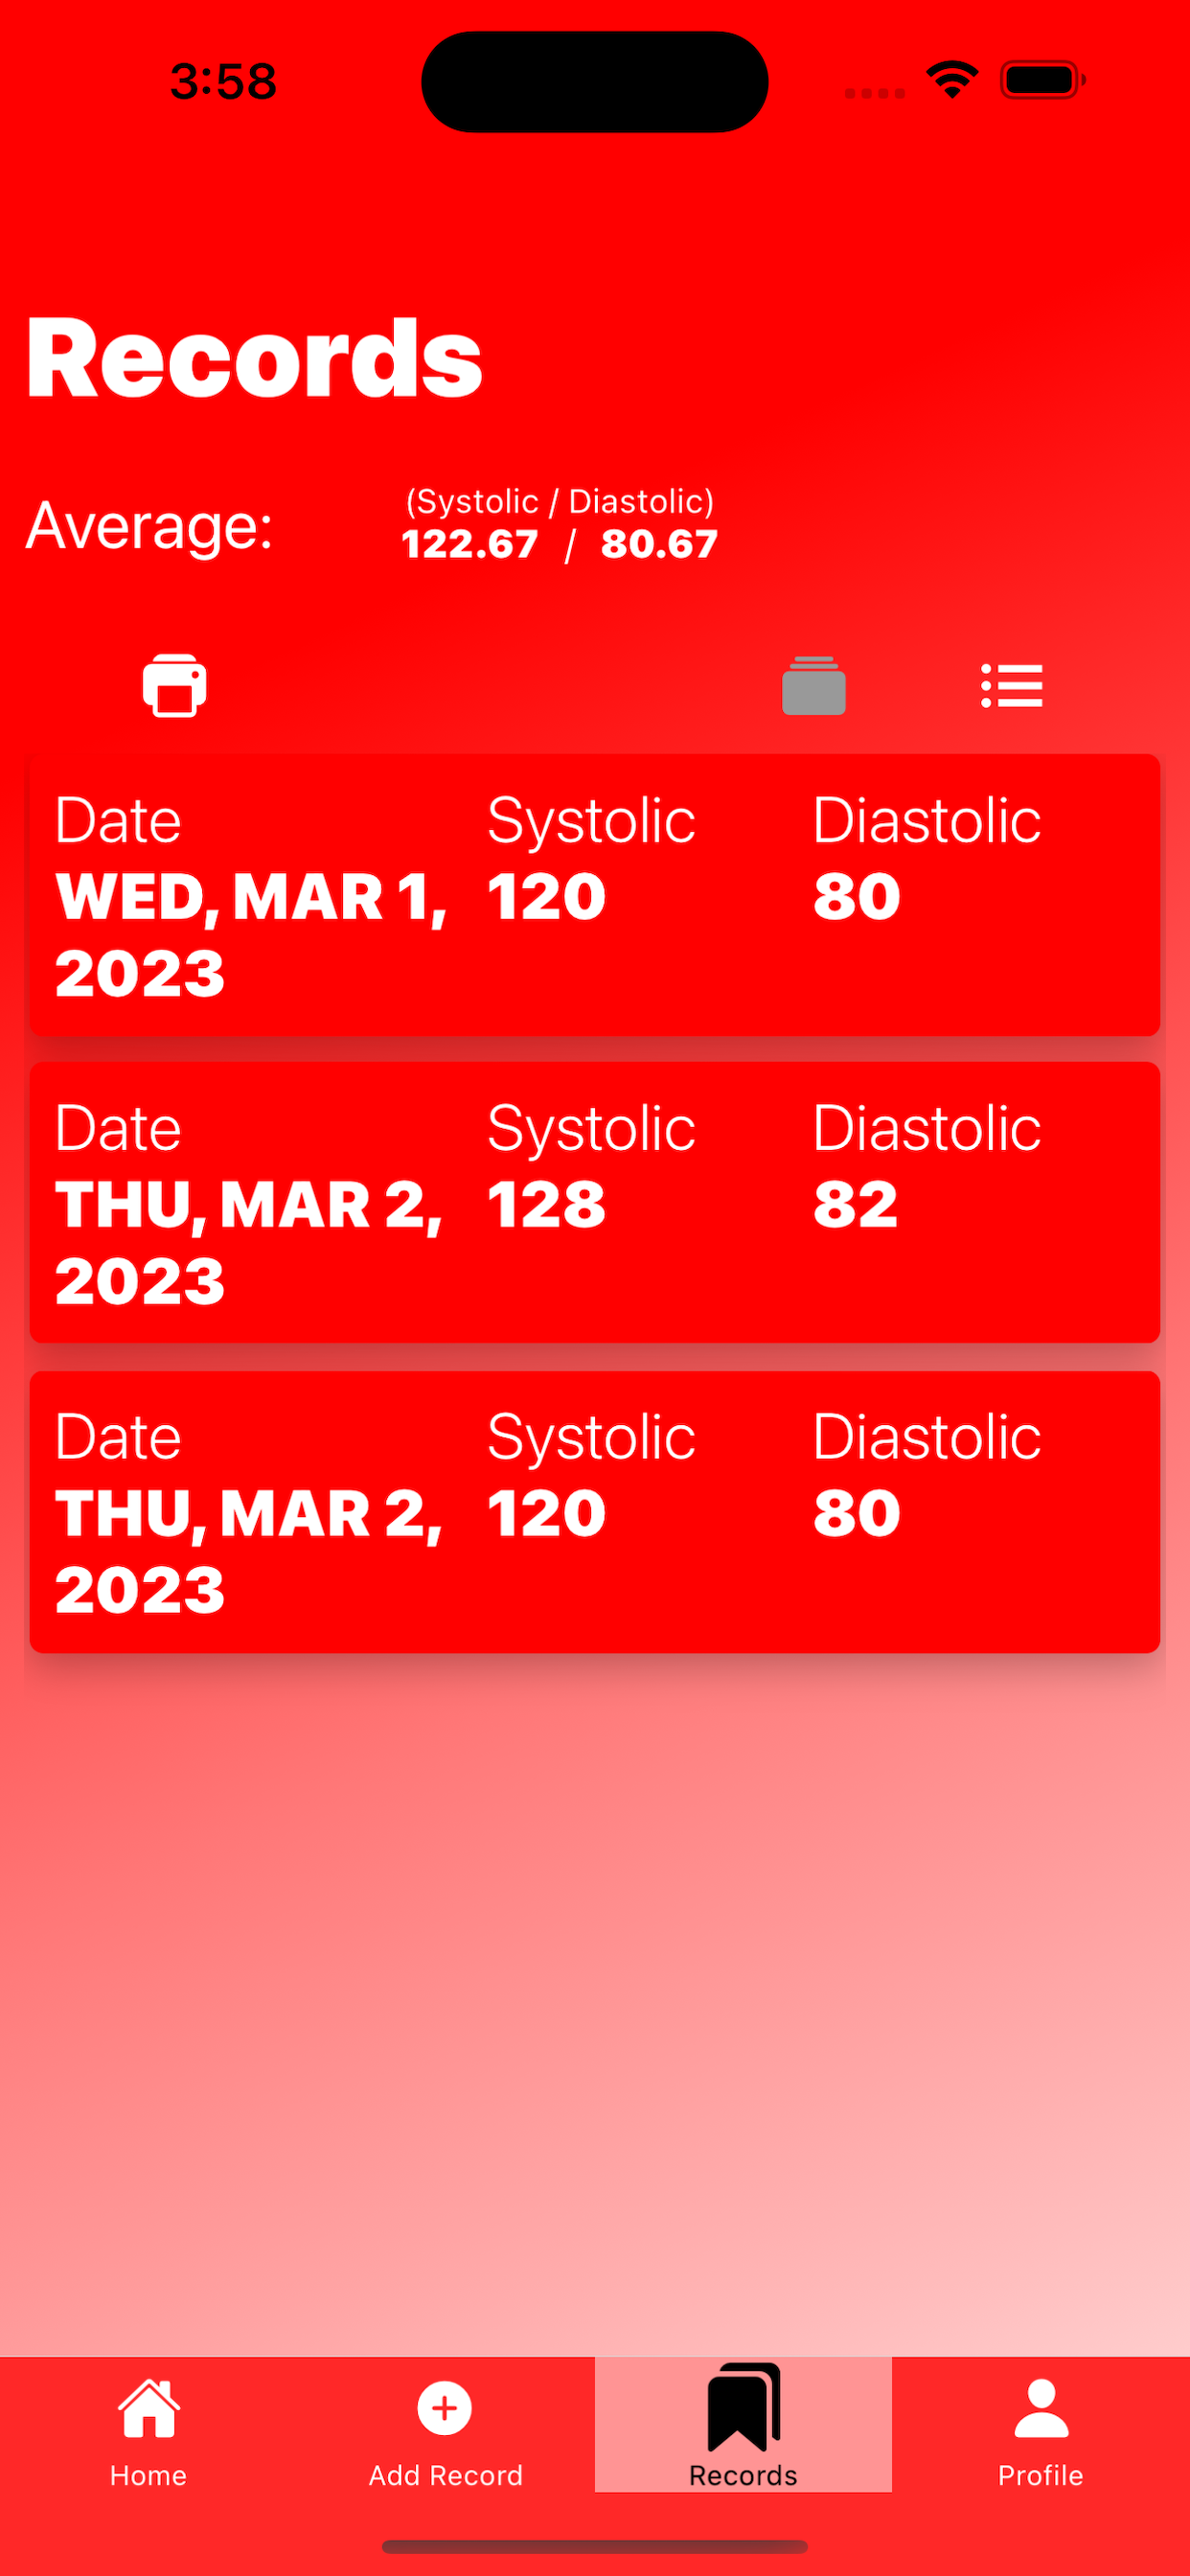 3:58
Records
(Systolic / Diastolic)
Average:
122.67 / 80.67
Date Systolic Diastolic
WED, MAR 1, 120 80
2023
Date Systolic Diastolic
THU, MAR 2, 128 82
2023
Date Systolic Diastolic
THU, MAR 2, 120 80
2023
Home Add Record Records Profile